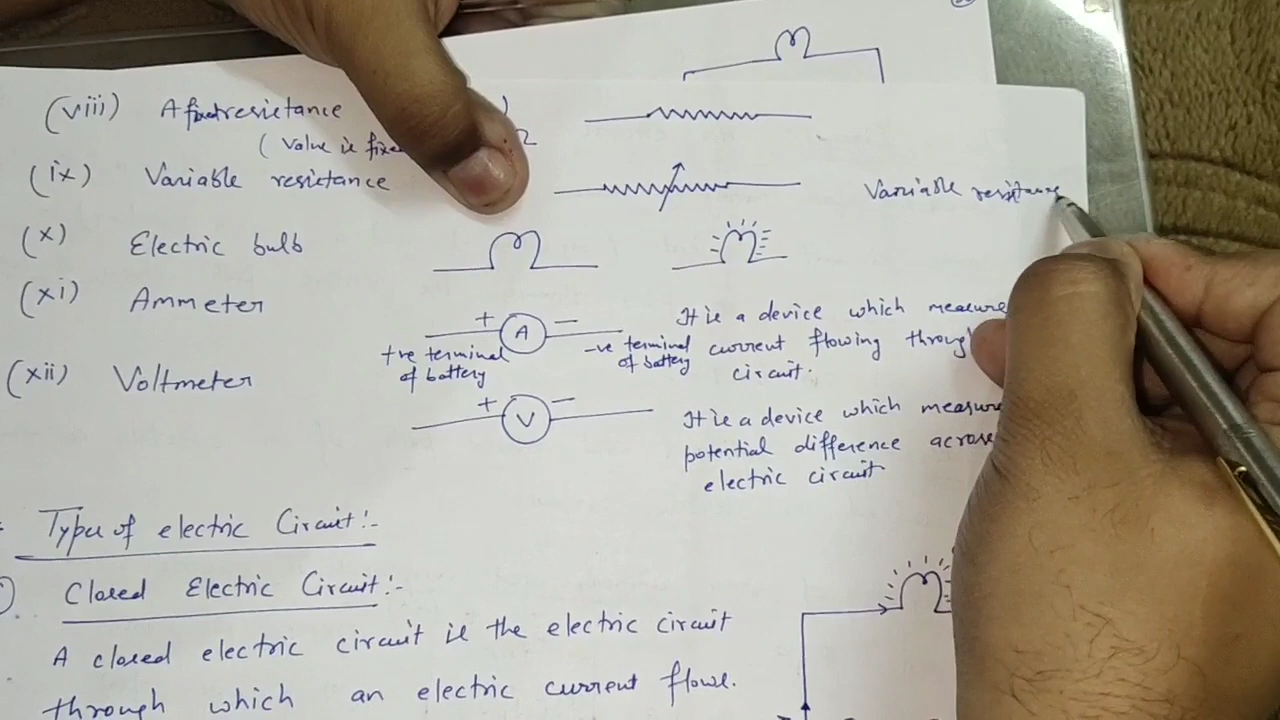 (viii) A fixed resistance
(Value is fixed 2
(ix) Variable resistance Variable resistance
(x) Electric bulb
(xi) Ammeter + A −
+ve terminal of battery
-ve terminal of battery
It is a device which measure
current flowing through
circuit.
(xii) Voltmeter + V −
It is a device which measure
potential difference across
electric circuit
Types of electric Circuit:-
Closed Electric Circuit:-
A closed electric circuit is the electric circuit
through which an electric current flows.